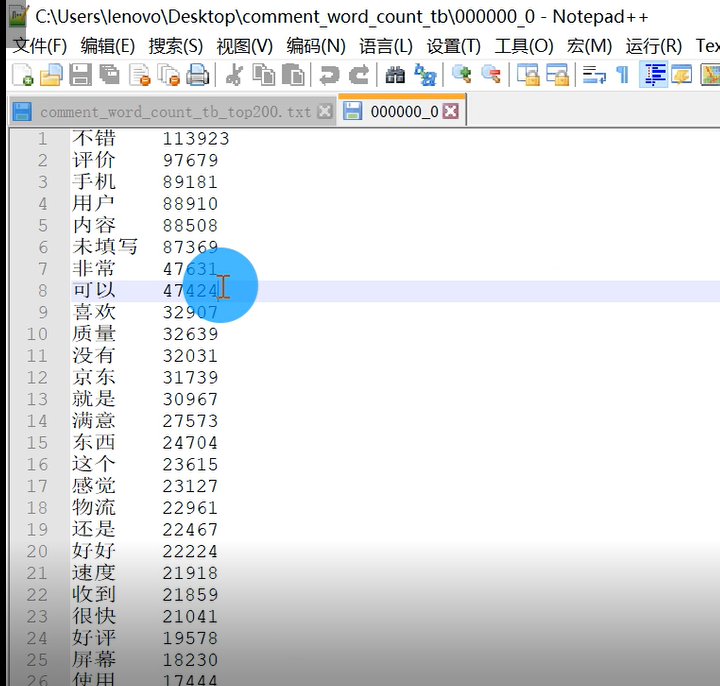 C:\Users\lenovo\Desktop\comment_word_count_tb\000000_0 - Notepad++
文件(F) 编辑(E) 搜索(S) 视图(V) 编码(N) 语言(L) 设置(T) 工具(O) 宏(M) 运行(R) Tex
comment_word_count_tb_top200.txt 000000_0
1 不错 113923
2 评价 97679
3 手机 89181
4 用户 88910
5 内容 88508
6 未填写 87369
7 非常 47631
8 可以 47424
9 喜欢 32907
10 质量 32639
11 没有 32031
12 京东 31739
13 就是 30967
14 满意 27573
15 东西 24704
16 这个 23615
17 感觉 23127
18 物流 22961
19 还是 22467
20 好好 22224
21 速度 21918
22 收到 21859
23 很快 21041
24 好评 19578
25 屏幕 18230
26 使用 17444